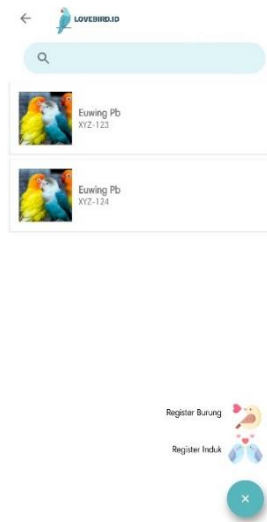 LOVEBIRD.ID
Euwing Pb
XYZ-123
Euwing Pb
XYZ-124
Register Burung
Register Induk